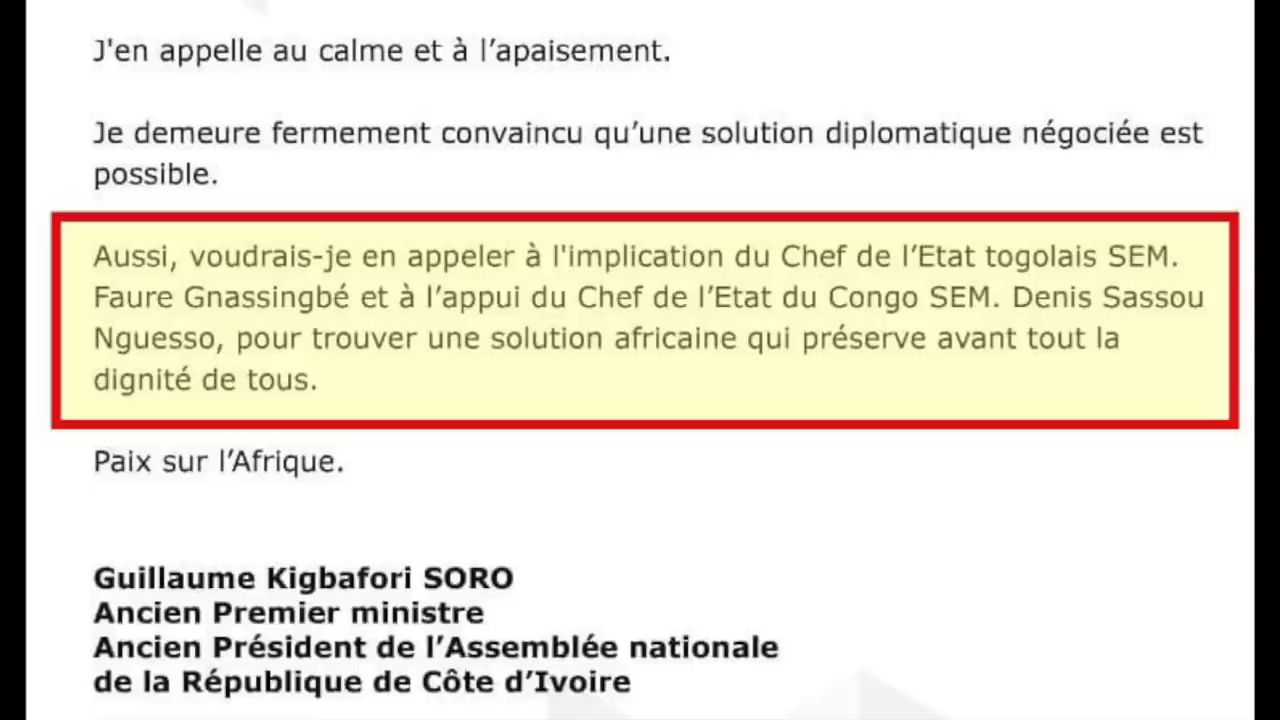 J'en appelle au calme et à l’apaisement.
Je demeure fermement convaincu qu’une solution diplomatique négociée est
possible.
Aussi, voudrais-je en appeler à l'implication du Chef de l’Etat togolais SEM.
Faure Gnassingbé et à l’appui du Chef de l’Etat du Congo SEM. Denis Sassou
Nguesso, pour trouver une solution africaine qui préserve avant tout la
dignité de tous.
Paix sur l’Afrique.
Guillaume Kigbafori SORO
Ancien Premier ministre
Ancien Président de l’Assemblée nationale
de la République de Côte d’Ivoire